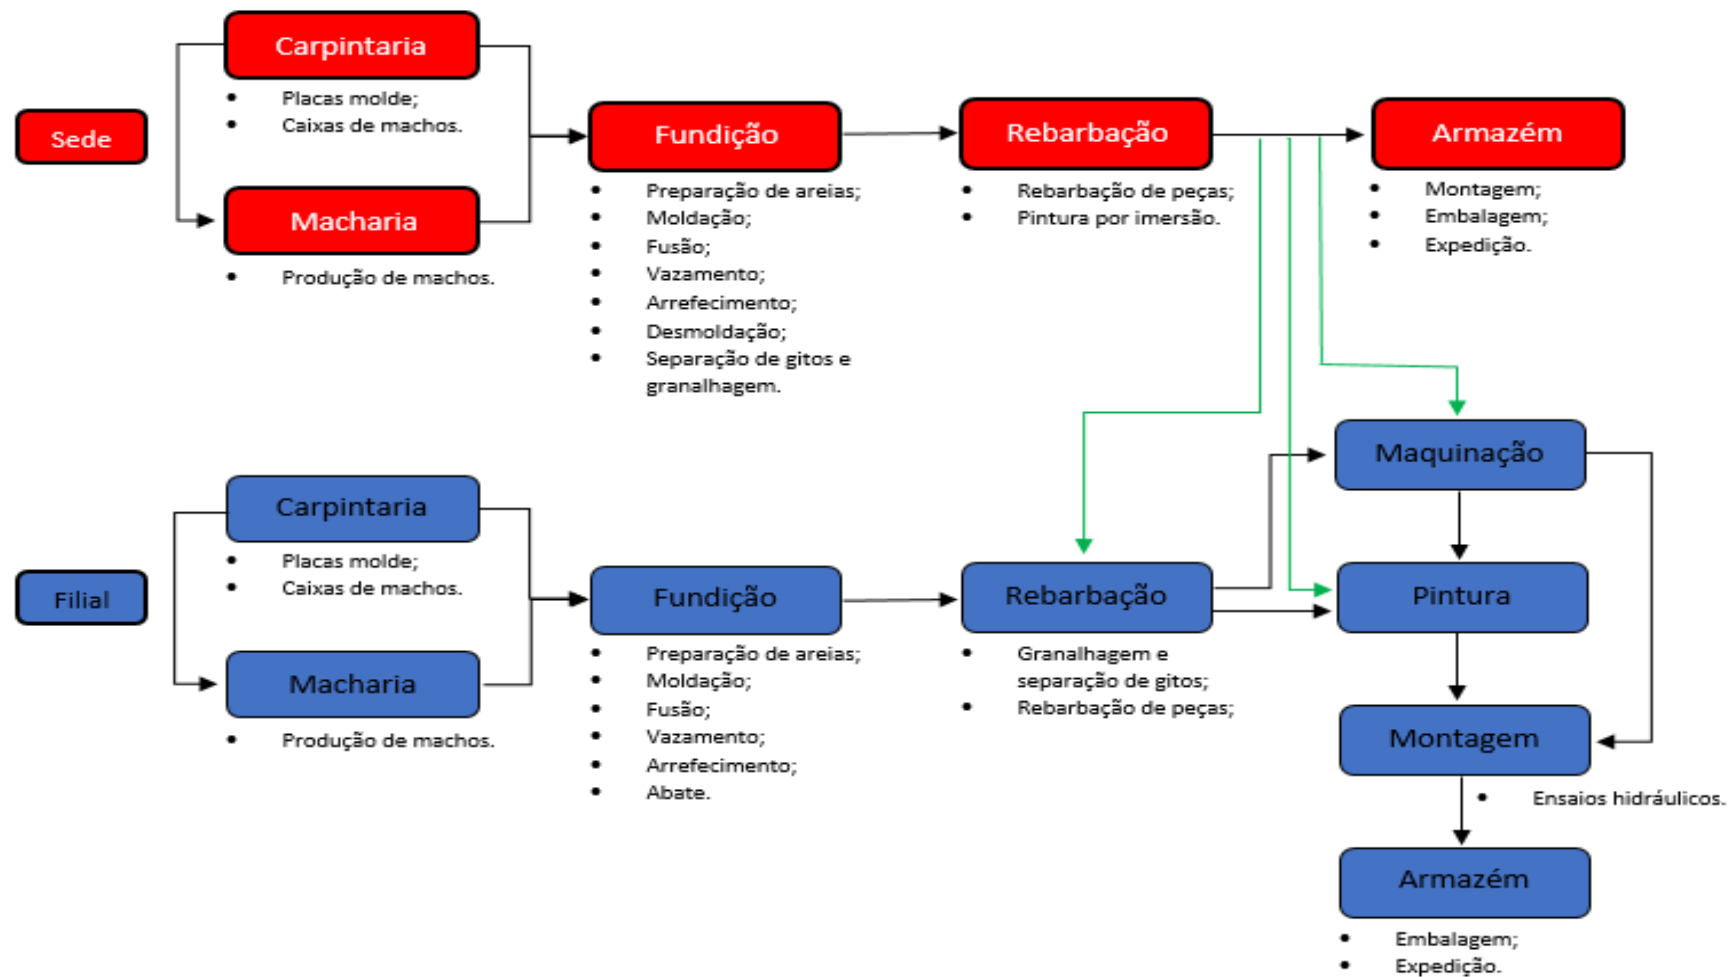 Sede
Carpintaria
• Placas molde;
• Caixas de machos.
Macharia
• Produção de machos.
Fundição
• Preparação de areias;
• Moldação;
• Fusão;
• Vazamento;
• Arrefecimento;
• Desmoldação;
• Separação de gitos e
granalhagem.
Rebarbação
• Rebarbação de peças;
• Pintura por imersão.
Armazém
• Montagem;
• Embalagem;
• Expedição.
Filial
Carpintaria
• Placas molde;
• Caixas de machos.
Macharia
• Produção de machos.
Fundição
• Preparação de areias;
• Moldação;
• Fusão;
• Vazamento;
• Arrefecimento;
• Abate.
Rebarbação
• Granalhagem e
separação de gitos;
• Rebarbação de peças;
Maquinação
Pintura
Montagem
• Ensaios hidráulicos.
Armazém
• Embalagem;
• Expedição.